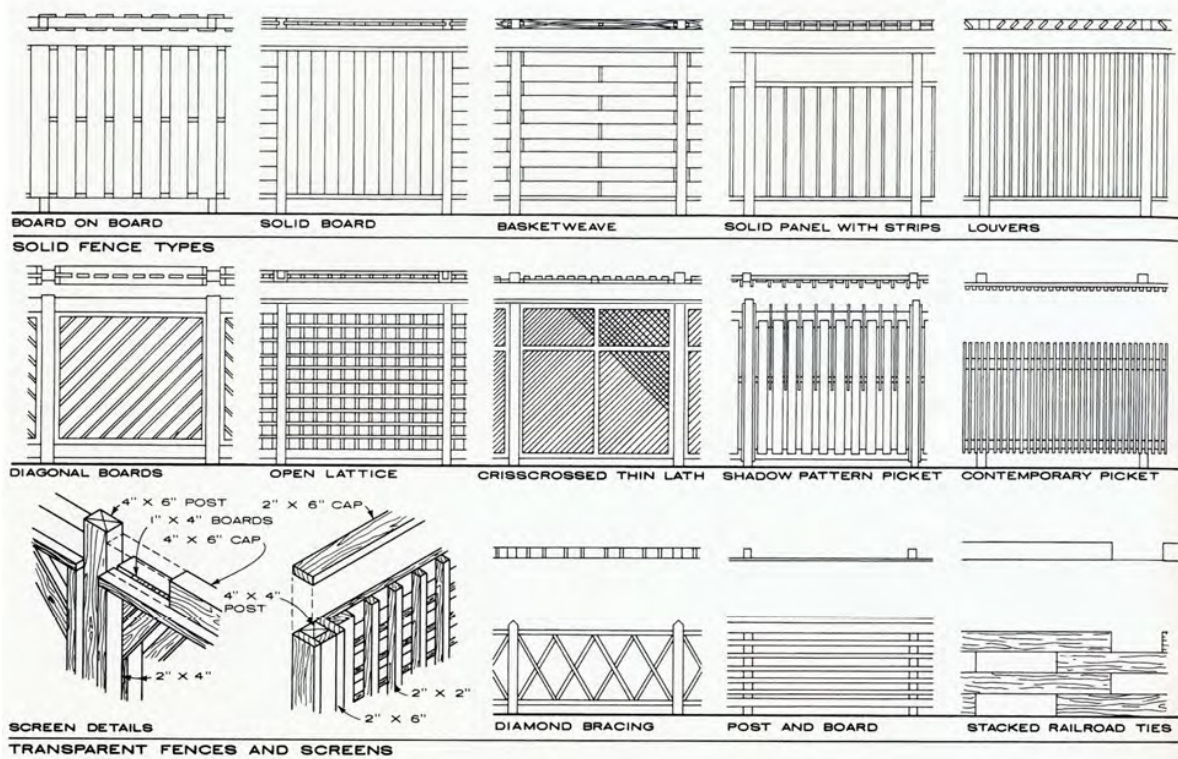 BOARD ON BOARD
SOLID BOARD
BASKETWEAVE
SOLID PANEL WITH STRIPS
LOUVERS
SOLID FENCE TYPES
DIAGONAL BOARDS
OPEN LATTICE
CRISSCROSSED THIN LATH
SHADOW PATTERN PICKET
CONTEMPORARY PICKET
4" X 6" POST
1" X 4" BOARDS
4" X 6" CAP
2" X 6" CAP
4" X 4"
POST
2" X 4"
2" X 2"
2" X 6"
SCREEN DETAILS
DIAMOND BRACING
POST AND BOARD
STACKED RAILROAD TIES
TRANSPARENT FENCES AND SCREENS